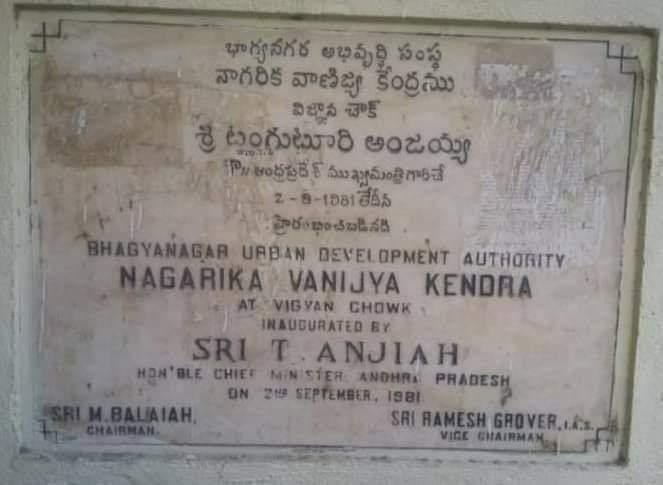 భాగ్యనగర అభివృద్ధి సంస్థ
నాగరిక వాణిజ్య కేంద్రము
విజ్ఞాన చౌక్
శ్రీ టంగుటూరి అంజయ్య
ఆంధ్రప్రదేశ్ ముఖ్యమంత్రిగారిచే
2-9-1981 తేదీన
BHAGYANAGAR URBAN DEVELOPMENT AUTHORITY
NAGARIKA VANIJYA KENDRA
AT VIGYAN CHOWK
INAUGURATED BY
SRI T. ANJIAH
HON'BLE CHIEF MINISTER ANDHRA PRADESH
ON 2ND SEPTEMBER, 1981
SRI M. BALAIAH, SRI RAMESH GROVER, I.A.S.
CHAIRMAN. VICE CHAIRMAN